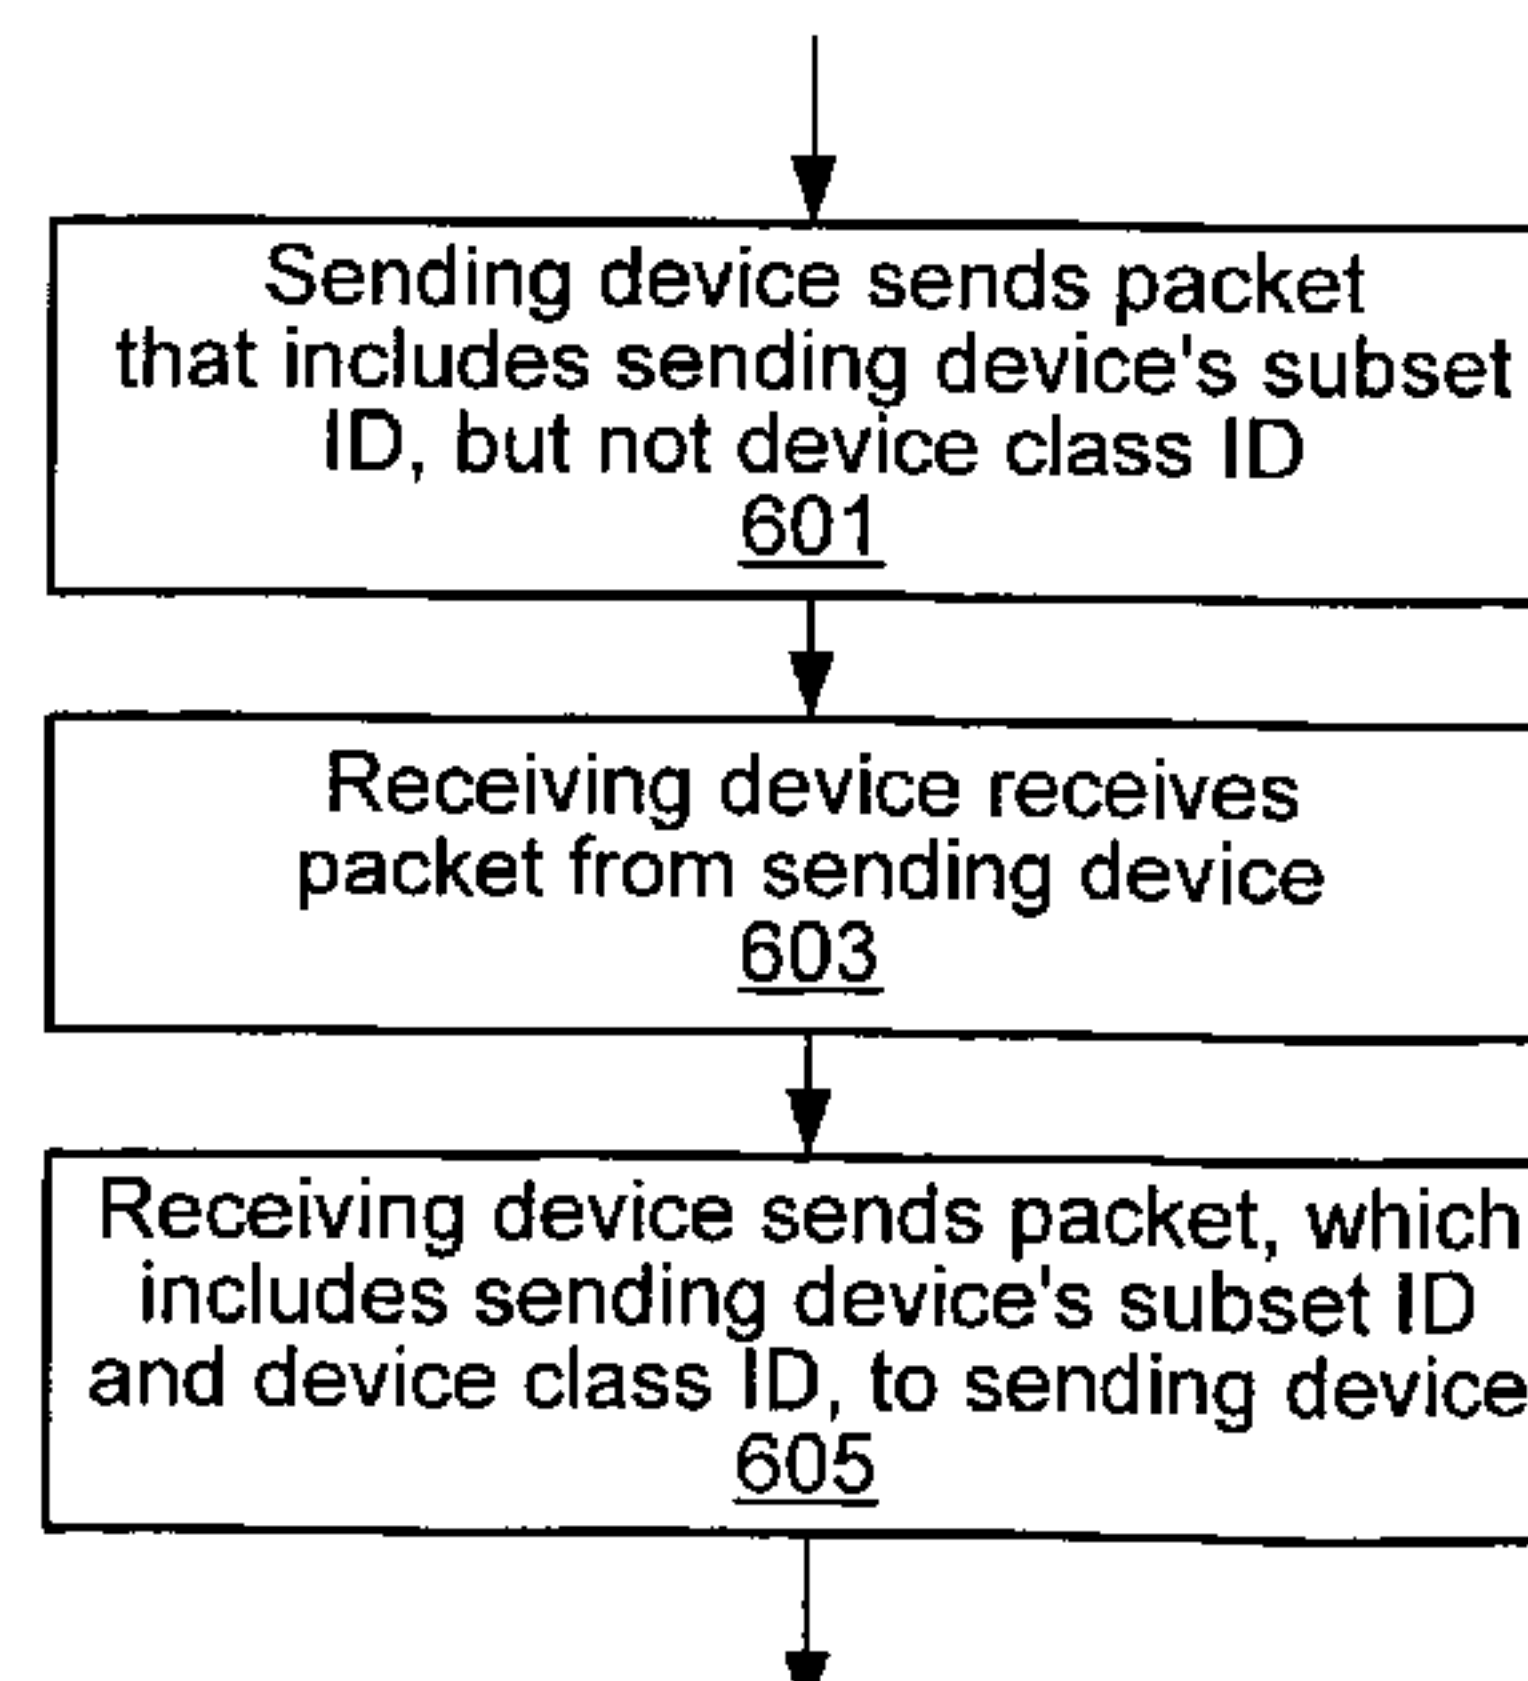 Sending device sends packet
that includes sending device's subset
ID, but not device class ID
601
Receiving device receives
packet from sending device
603
Receiving device sends packet, which
includes sending device's subset ID
and device class ID, to sending device
605